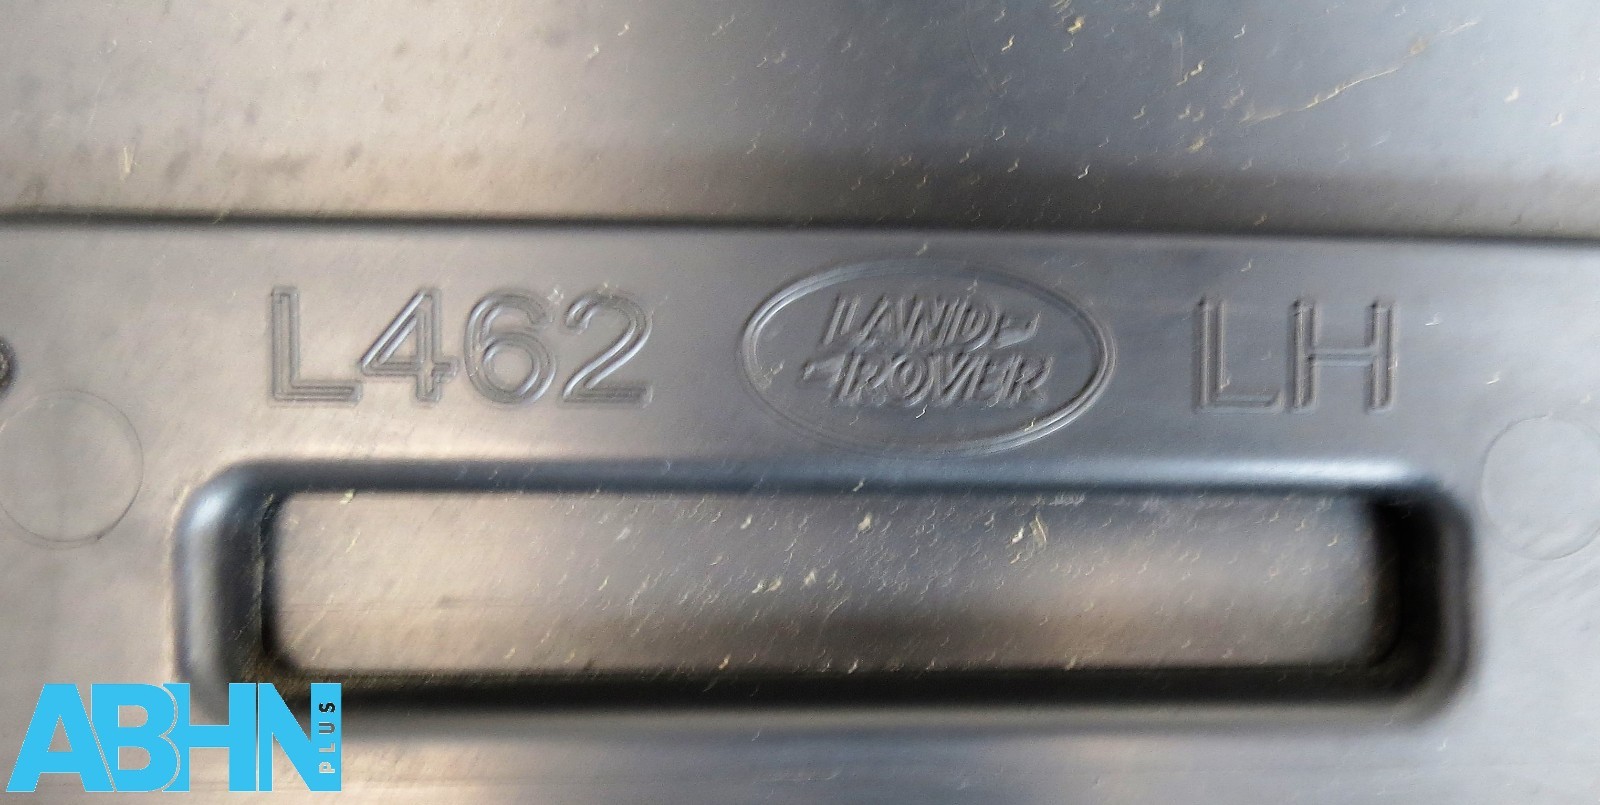 L462 LAND ROVER LH
ABHN PLUS